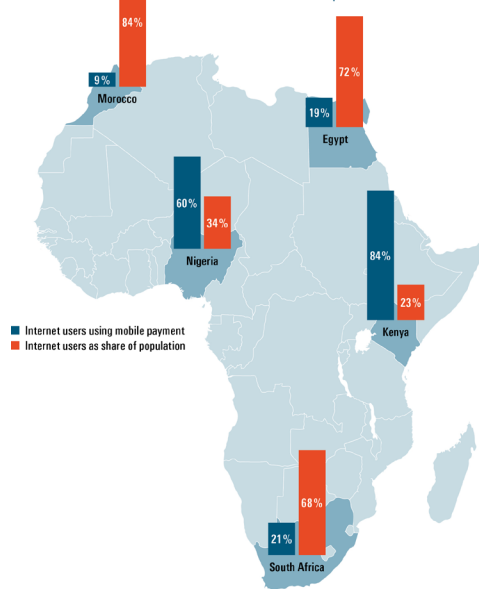 84%
9%
Morocco
72%
19%
Egypt
60%
34%
Nigeria
84%
23%
Kenya
Internet users using mobile payment
Internet users as share of population
68%
21%
South Africa